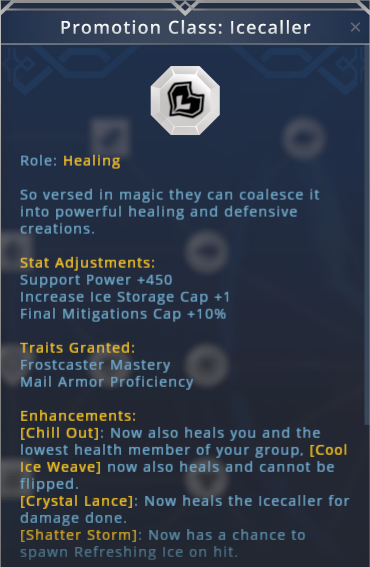 Promotion Class: Icecaller
Role: Healing
So versed in magic they can coalesce it
into powerful healing and defensive
creations.
Stat Adjustments:
Support Power +450
Increase Ice Storage Cap +1
Final Mitigations Cap +10%
Traits Granted:
Frostcaster Mastery
Mail Armor Proficiency
Enhancements:
[Chill Out]: Now also heals you and the
lowest health member of your group, [Cool
Ice Weave] now also heals and cannot be
flipped.
[Crystal Lance]: Now heals the Icecaller for
damage done.
[Shatter Storm]: Now has a chance to
spawn Refreshing Ice on hit.